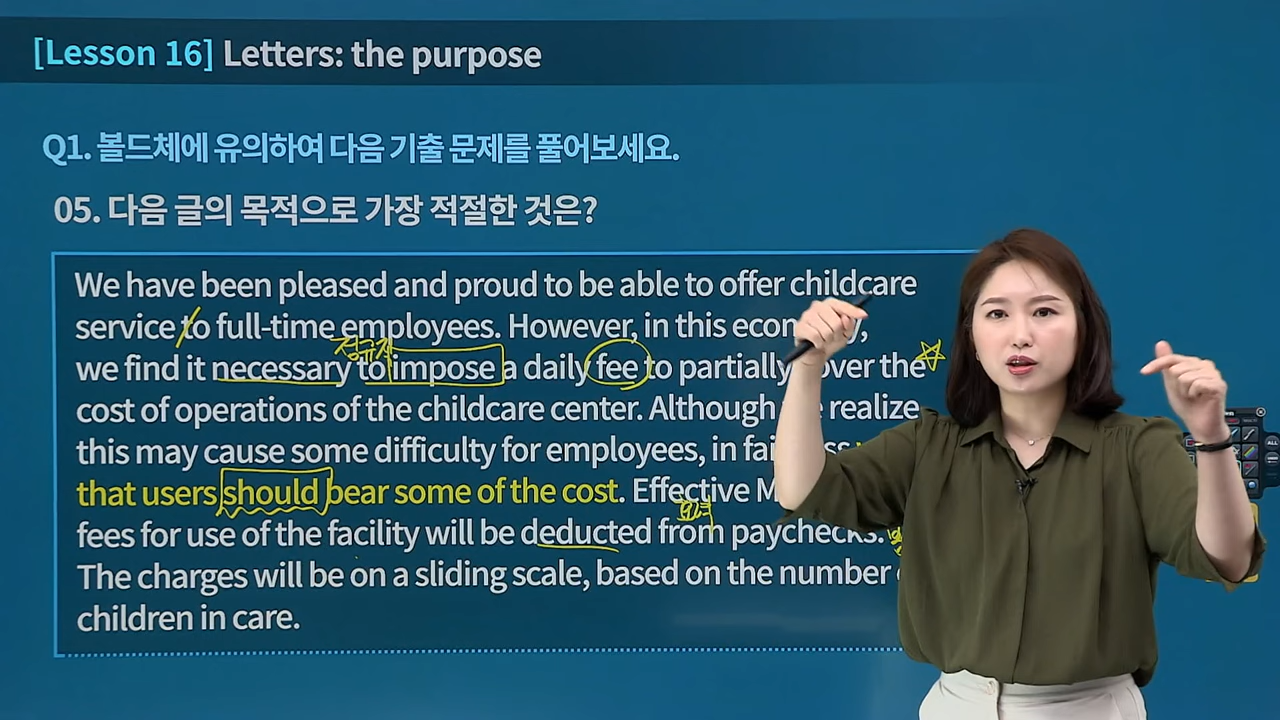 [Lesson 16] Letters: the purpose
Q1. 볼드체에 유의하여 다음 기출 문제를 풀어보세요.
05. 다음 글의 목적으로 가장 적절한 것은?
We have been pleased and proud to be able to offer childcare
service to full-time employees. However, in this
정규직
we find it necessary to impose a daily fee to partially the
cost of operations of the childcare center. Although realize
this may cause some difficulty for employees, in
that users should bear some of the cost. Effective
fees for use of the facility will be deducted from paychecks.
The charges will be on a sliding scale, based on the number
children in care.
ALL